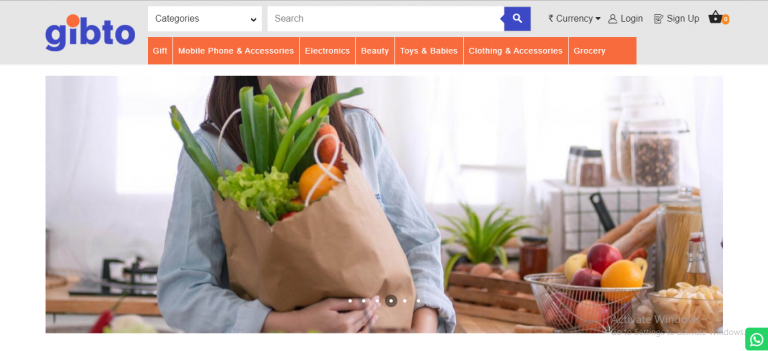 gibto
Categories
Search
₹ Currency
Login
Sign Up
0
Gift
Mobile Phone & Accessories
Electronics
Beauty
Toys & Babies
Clothing & Accessories
Grocery
Activate Windows
Go to Settings to activate Windows.